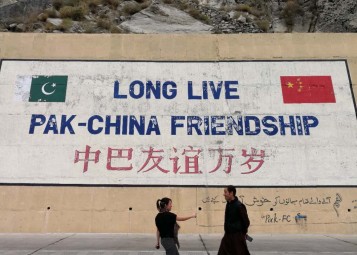 LONG LIVE
PAK-CHINA FRIENDSHIP
中巴友谊万岁
Pak-FC